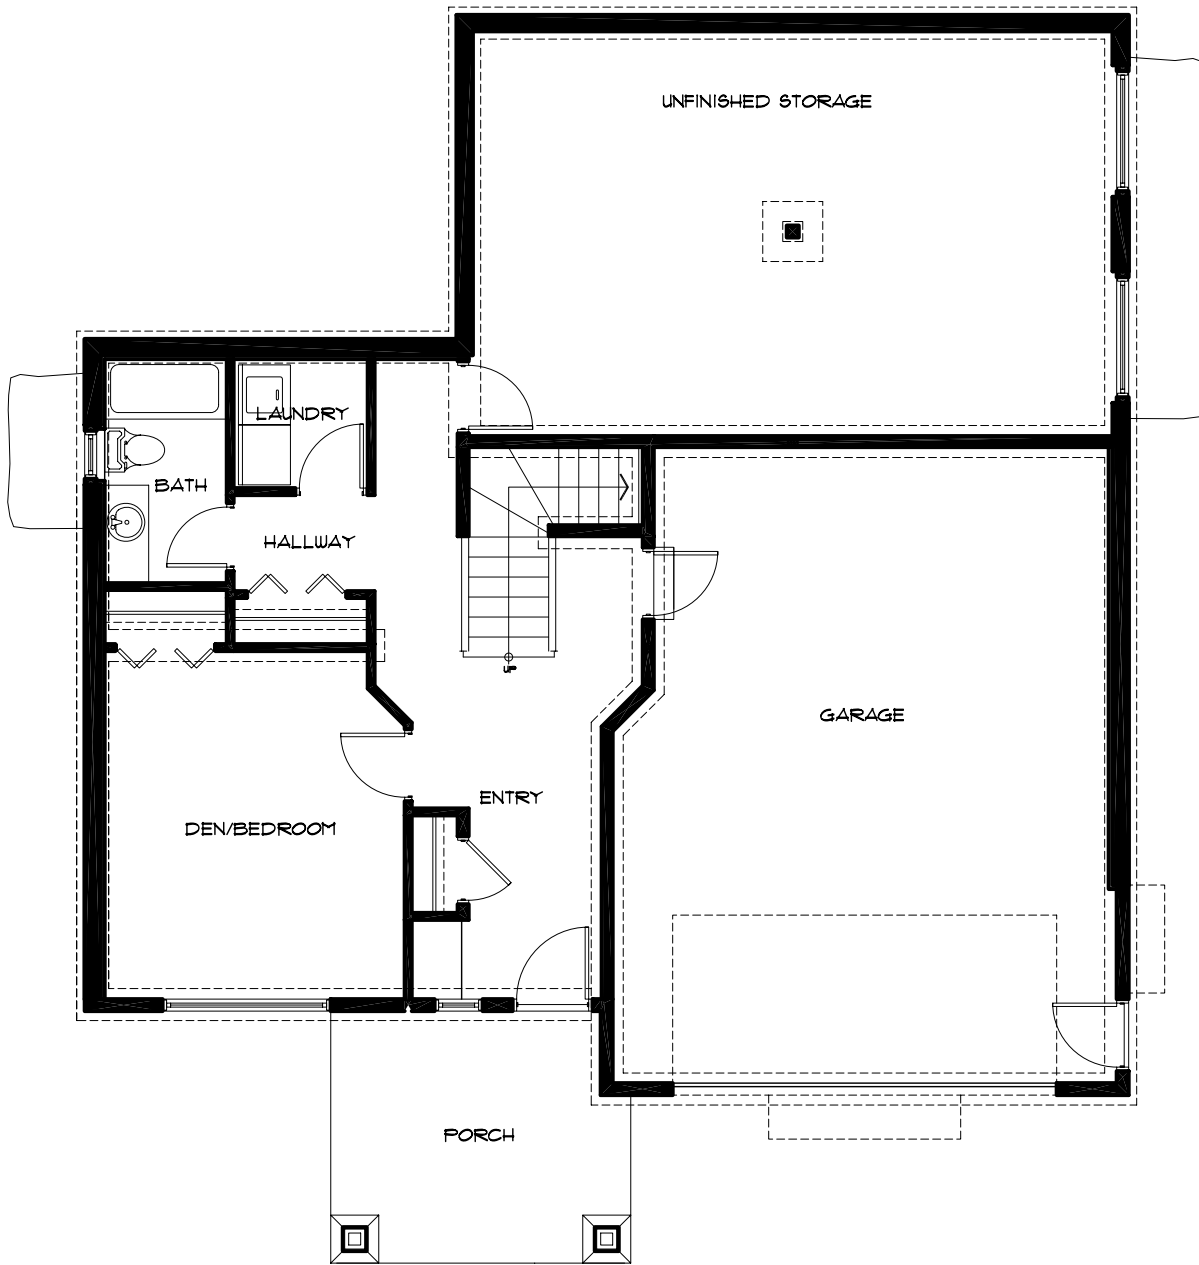 UNFINISHED STORAGE
LAUNDRY
BATH
HALLWAY
UP
GARAGE
ENTRY
DEN/BEDROOM
PORCH